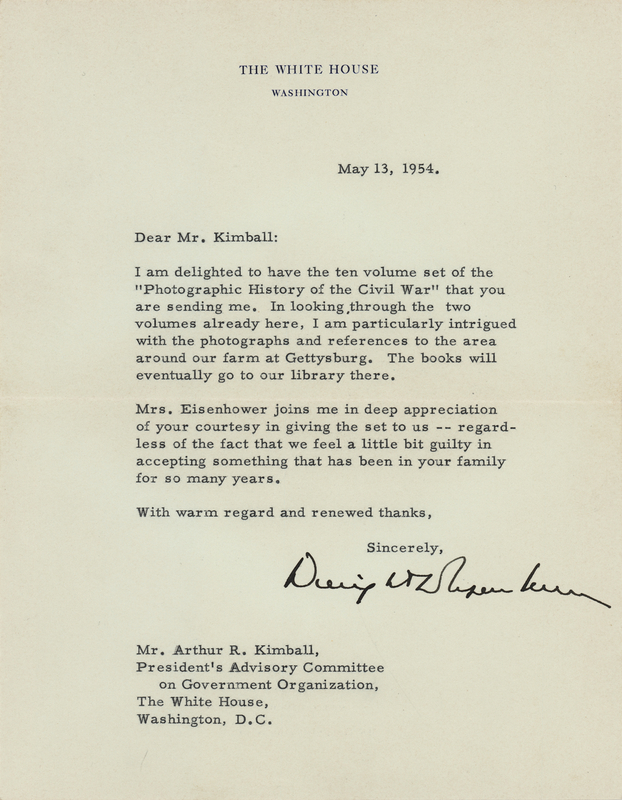 THE WHITE HOUSE
WASHINGTON
May 13, 1954.
Dear Mr. Kimball:
I am delighted to have the ten volume set of the
"Photographic History of the Civil War" that you
are sending me. In looking through the two
volumes already here, I am particularly intrigued
with the photographs and references to the area
around our farm at Gettysburg. The books will
eventually go to our library there.
Mrs. Eisenhower joins me in deep appreciation
of your courtesy in giving the set to us -- regard-
less of the fact that we feel a little bit guilty in
accepting something that has been in your family
for so many years.
With warm regard and renewed thanks,
Sincerely,
Dwight D Eisenhower
Mr. Arthur R. Kimball,
President's Advisory Committee
on Government Organization,
The White House,
Washington, D.C.